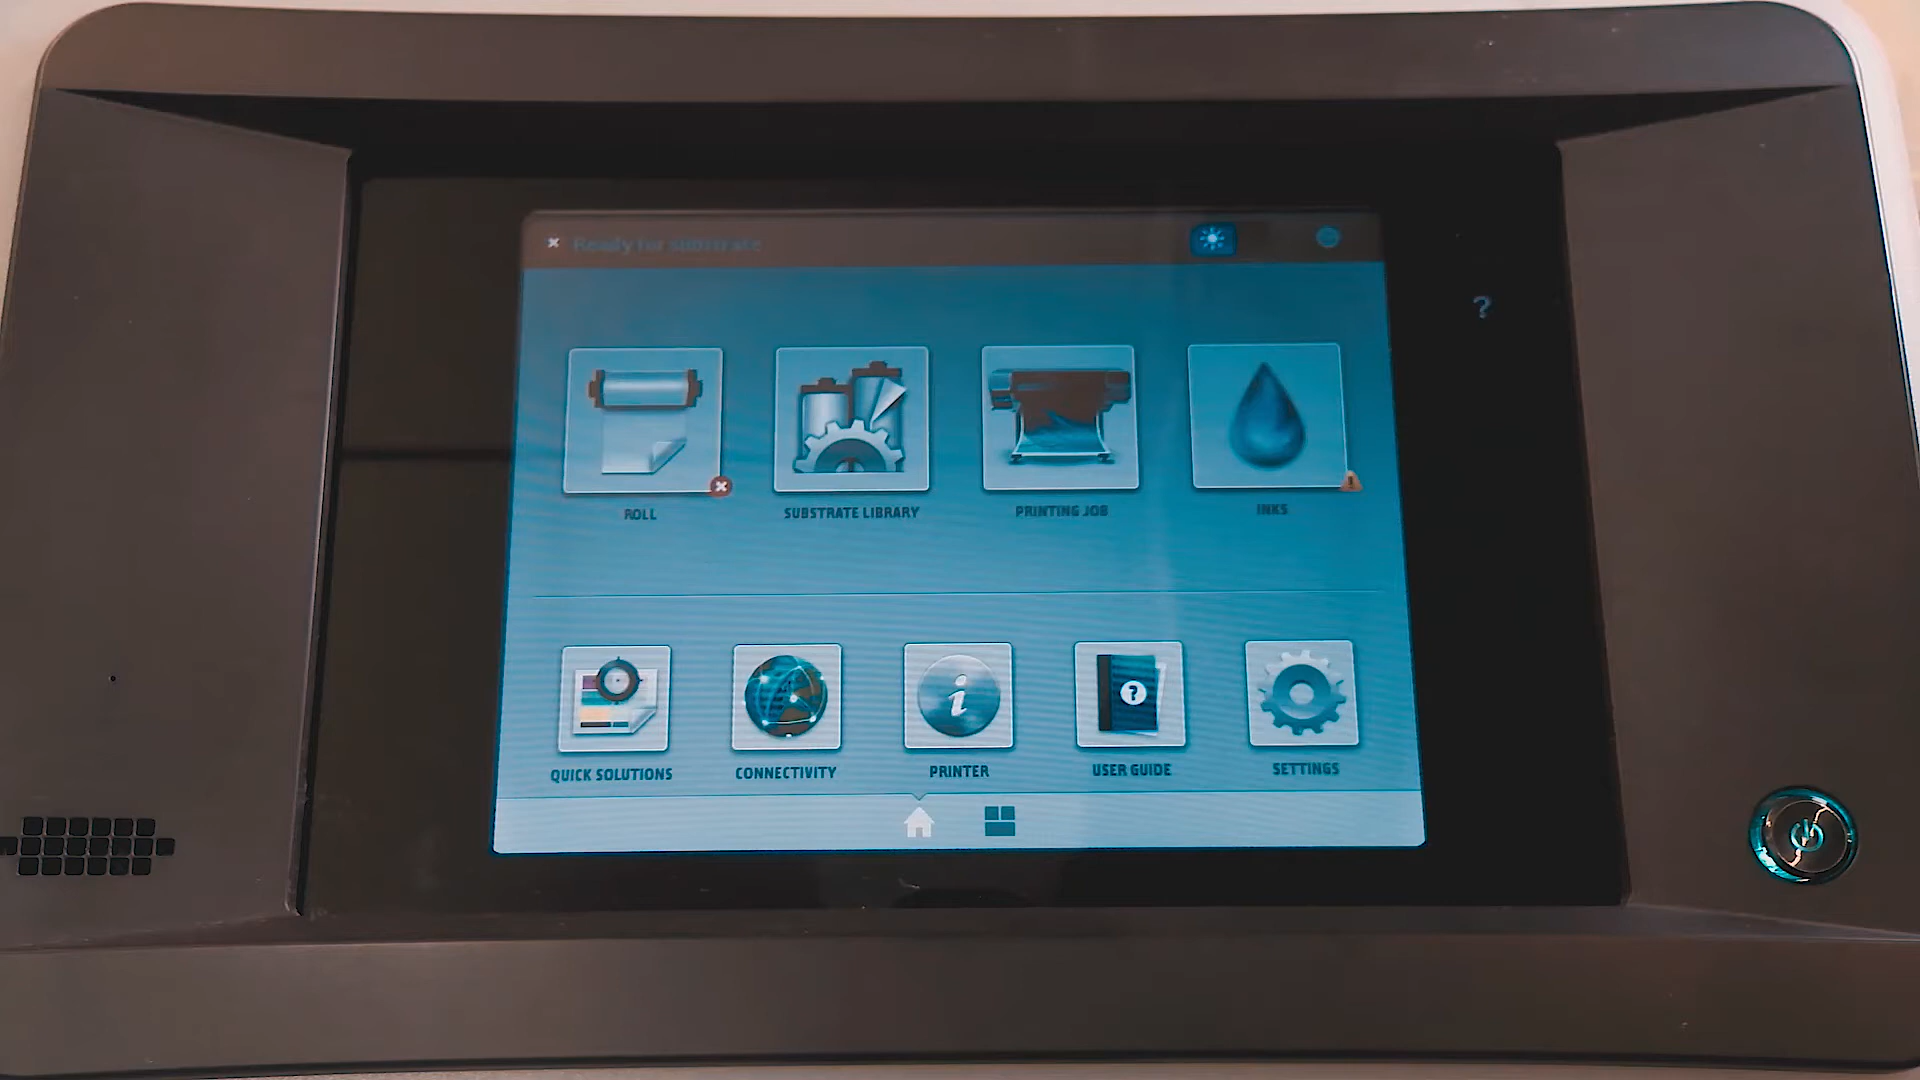 Ready for substrate
?
ROLL
SUBSTRATE LIBRARY
PRINTING JOB
INKS
QUICK SOLUTIONS
CONNECTIVITY
PRINTER
USER GUIDE
SETTINGS